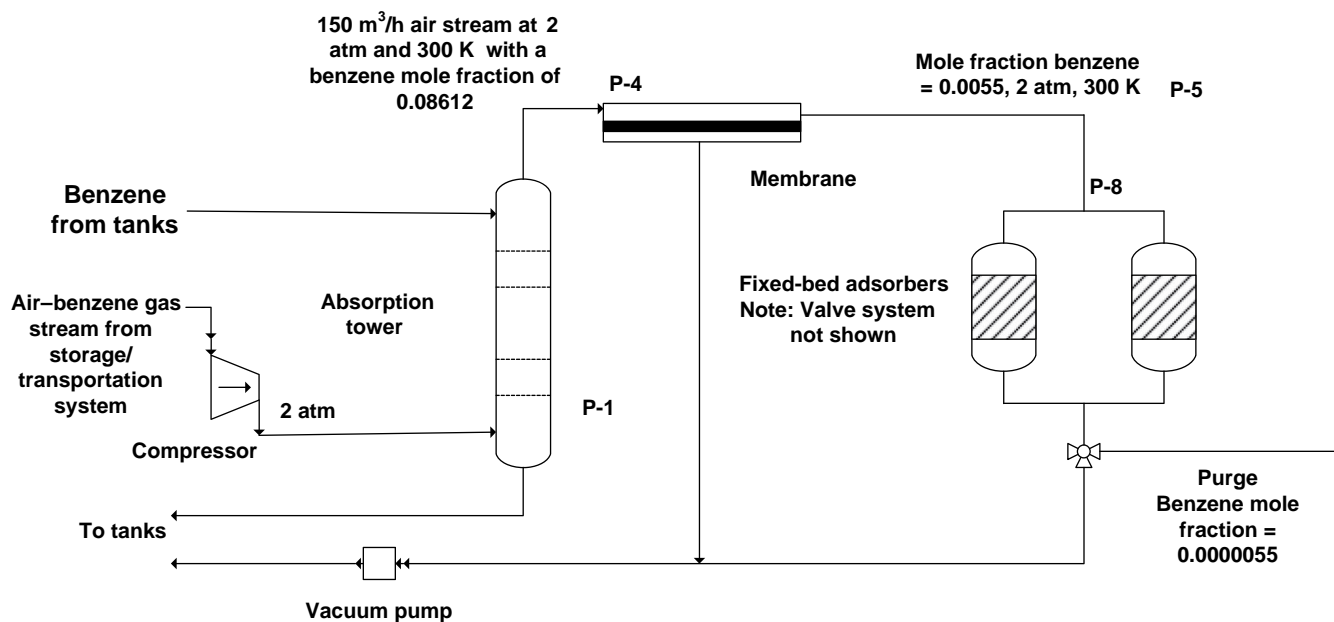 150 m³/h air stream at 2
atm and 300 K with a
benzene mole fraction of
0.08612
P-4
Mole fraction benzene
= 0.0055, 2 atm, 300 K
P-5
Membrane
P-8
Benzene
from tanks
Air–benzene gas
stream from
storage/
transportation
system
Absorption
tower
Fixed-bed adsorbers
Note: Valve system
not shown
2 atm
P-1
Compressor
Purge
Benzene mole
fraction =
0.0000055
To tanks
Vacuum pump